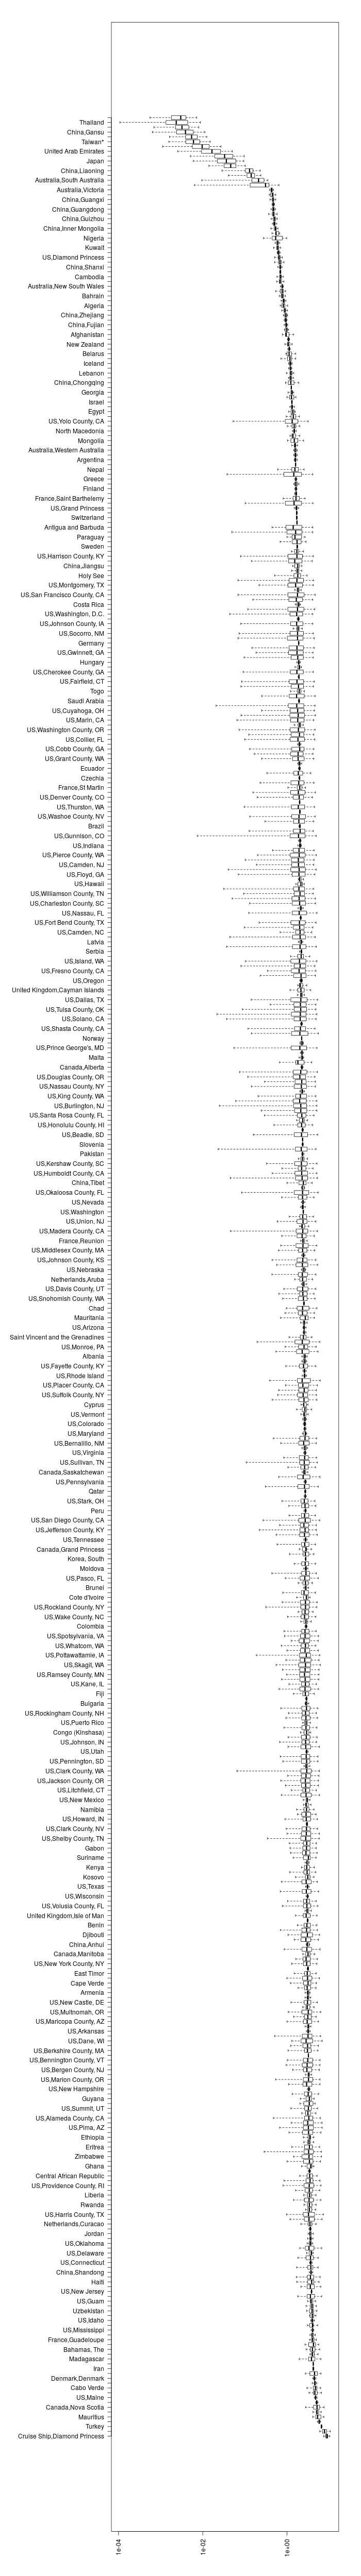 Thailand
China,Gansu
Taiwan*
United Arab Emirates
Japan
China,Liaoning
Australia,South Australia
Australia,Victoria
China,Guangxi
China,Guangdong
China,Guizhou
China,Inner Mongolia
Nigeria
Kuwait
US,Diamond Princess
China,Shanxi
Cambodia
Australia,New South Wales
Bahrain
Algeria
China,Zhejiang
China,Fujian
Afghanistan
New Zealand
Belarus
Iceland
Lebanon
China,Chongqing
Georgia
Israel
Egypt
US,Yolo County, CA
North Macedonia
Mongolia
Australia,Western Australia
Argentina
Nepal
Greece
Finland
France,Saint Barthelemy
US,Grand Princess
Switzerland
Antigua and Barbuda
Paraguay
Sweden
US,Harrison County, KY
China,Jiangsu
Holy See
US,Montgomery, TX
US,San Francisco County, CA
Costa Rica
US,Washington, D.C.
US,Johnson County, IA
US,Socorro, NM
Germany
US,Gwinnett, GA
Hungary
US,Cherokee County, GA
US,Fairfield, CT
Togo
Saudi Arabia
US,Cuyahoga, OH
US,Marin, CA
US,Washington County, OR
US,Collier, FL
US,Cobb County, GA
US,Grant County, WA
Ecuador
Czechia
France,St Martin
US,Denver County, CO
US,Thurston, WA
US,Washoe County, NV
Brazil
US,Gunnison, CO
US,Indiana
US,Pierce County, WA
US,Camden, NJ
US,Floyd, GA
US,Hawaii
US,Williamson County, TN
US,Charleston County, SC
US,Nassau, FL
US,Fort Bend County, TX
US,Camden, NC
Latvia
Serbia
US,Island, WA
US,Fresno County, CA
US,Oregon
United Kingdom,Cayman Islands
US,Dallas, TX
US,Tulsa County, OK
US,Solano, CA
US,Shasta County, CA
Norway
US,Prince George's, MD
Malta
Canada,Alberta
US,Douglas County, OR
US,Nassau County, NY
US,King County, WA
US,Burlington, NJ
US,Santa Rosa County, FL
US,Honolulu County, HI
US,Beadle, SD
Slovenia
Pakistan
US,Kershaw County, SC
US,Humboldt County, CA
China,Tibet
US,Okaloosa County, FL
US,Nevada
US,Washington
US,Union, NJ
US,Madera County, CA
France,Reunion
US,Middlesex County, MA
US,Johnson County, KS
US,Nebraska
Netherlands,Aruba
US,Davis County, UT
US,Snohomish County, WA
Chad
Mauritania
US,Arizona
Saint Vincent and the Grenadines
US,Monroe, PA
Albania
US,Fayette County, KY
US,Rhode Island
US,Placer County, CA
US,Suffolk County, NY
Cyprus
US,Vermont
US,Colorado
US,Maryland
US,Bernalillo, NM
US,Virginia
US,Sullivan, TN
Canada,Saskatchewan
US,Pennsylvania
Qatar
US,Stark, OH
Peru
US,San Diego County, CA
US,Jefferson County, KY
US,Tennessee
Canada,Grand Princess
Korea, South
Moldova
US,Pasco, FL
Brunei
Cote d'Ivoire
US,Rockland County, NY
US,Wake County, NC
Colombia
US,Spotsylvania, VA
US,Whatcom, WA
US,Pottawattamie, IA
US,Skagit, WA
US,Ramsey County, MN
US,Kane, IL
Fiji
Bulgaria
US,Rockingham County, NH
US,Puerto Rico
Congo (Kinshasa)
US,Johnson, IN
US,Utah
US,Pennington, SD
US,Clark County, WA
US,Jackson County, OR
US,Litchfield, CT
US,New Mexico
Namibia
US,Howard, IN
US,Clark County, NV
US,Shelby County, TN
Gabon
Suriname
Kenya
Kosovo
US,Texas
US,Wisconsin
US,Volusia County, FL
United Kingdom,Isle of Man
Benin
Djibouti
China,Anhui
Canada,Manitoba
US,New York County, NY
East Timor
Cape Verde
Armenia
US,New Castle, DE
US,Multnomah, OR
US,Maricopa County, AZ
US,Arkansas
US,Dane, WI
US,Berkshire County, MA
US,Bennington County, VT
US,Bergen County, NJ
US,Marion County, OR
US,New Hampshire
Guyana
US,Summit, UT
US,Alameda County, CA
US,Pima, AZ
Ethiopia
Eritrea
Zimbabwe
Ghana
Central African Republic
US,Providence County, RI
Liberia
Rwanda
US,Harris County, TX
Netherlands,Curacao
Jordan
US,Oklahoma
US,Delaware
US,Connecticut
China,Shandong
Haiti
US,New Jersey
US,Guam
Uzbekistan
US,Idaho
US,Mississippi
France,Guadeloupe
Bahamas, The
Madagascar
Iran
Denmark,Denmark
Cabo Verde
US,Maine
Canada,Nova Scotia
Mauritius
Turkey
Cruise Ship,Diamond Princess
1e-04
1e-02
1e+00